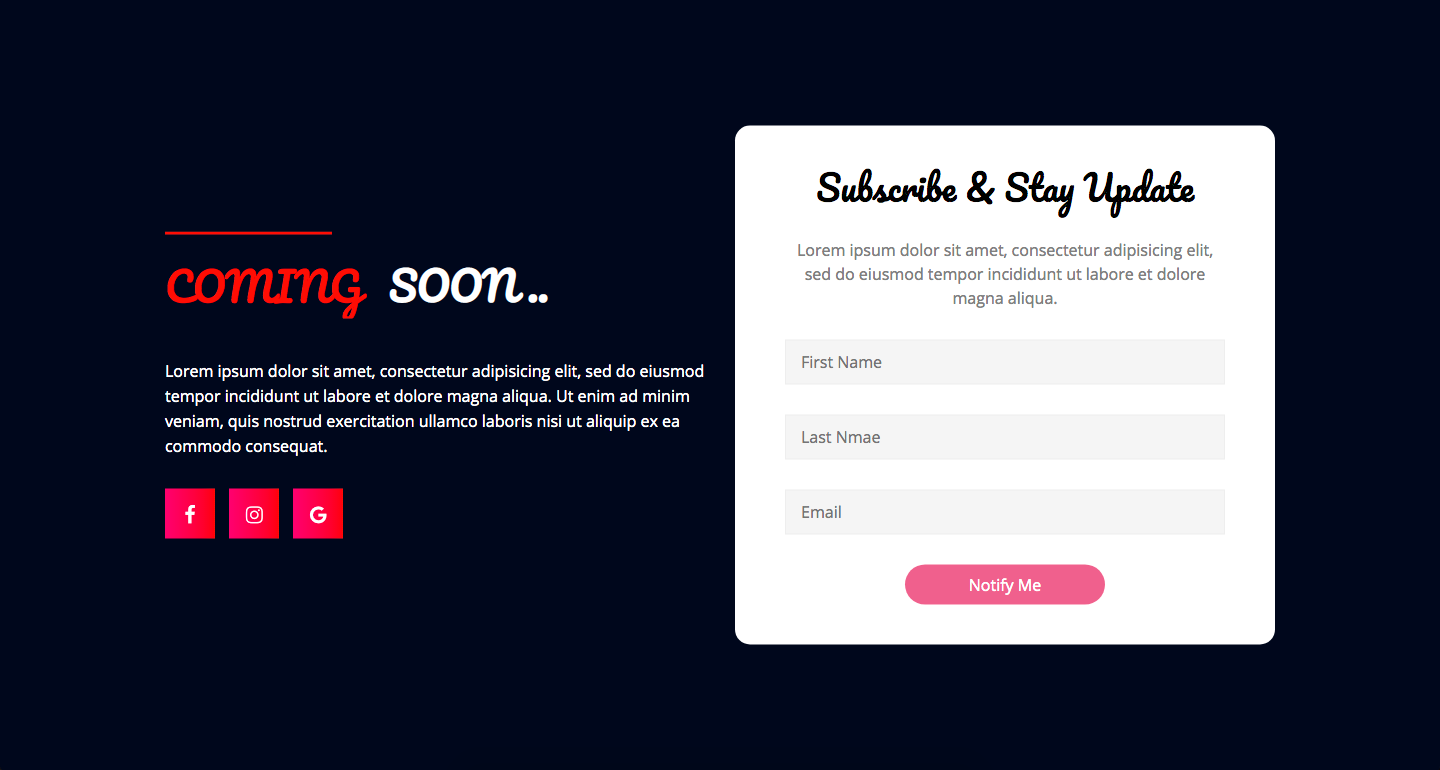 coming soon..
Lorem ipsum dolor sit amet, consectetur adipisicing elit, sed do eiusmod
tempor incididunt ut labore et dolore magna aliqua. Ut enim ad minim
veniam, quis nostrud exercitation ullamco laboris nisi ut aliquip ex ea
commodo consequat.
Subscribe & Stay Update
Lorem ipsum dolor sit amet, consectetur adipisicing elit,
sed do eiusmod tempor incididunt ut labore et dolore
magna aliqua.
First Name
Last Nmae
Email
Notify Me